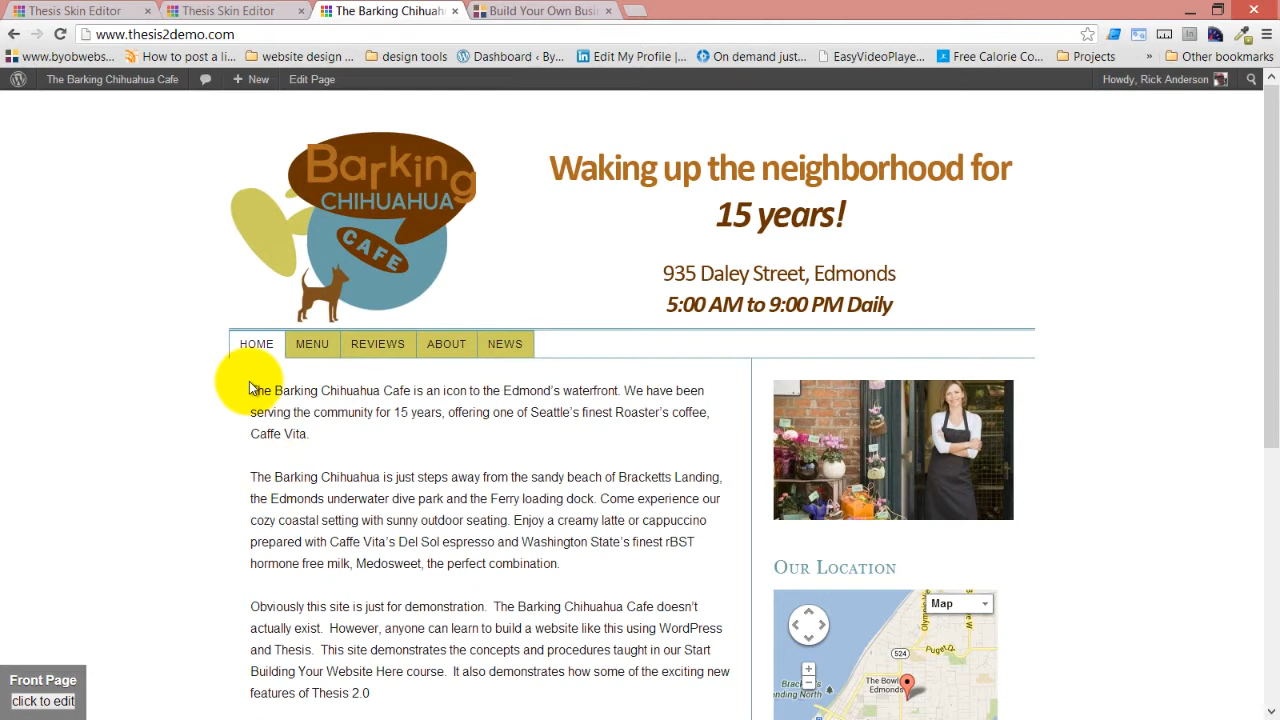 Thesis Skin Editor
Thesis Skin Editor
The Barking Chihuah
Build Your Own Busi
www.thesis2demo.com
www.byobwebs...
How to post a li...
website design ...
design tools
Dashboard ‹ By...
Edit My Profile |...
On demand just...
EasyVideoPlaye...
Free Calorie Co...
Projects
»
Other bookmarks
The Barking Chihuahua Cafe
+ New
Edit Page
Howdy, Rick Anderson
Barking
CHIHUAHUA
CAFE
Waking up the neighborhood for
15 years!
935 Daley Street, Edmonds
5:00 AM to 9:00 PM Daily
HOME MENU REVIEWS ABOUT NEWS
The Barking Chihuahua Cafe is an icon to the Edmond's waterfront. We have been
serving the community for 15 years, offering one of Seattle's finest Roaster's coffee,
Caffe Vita.
The Barking Chihuahua is just steps away from the sandy beach of Bracketts Landing,
the Edmonds underwater dive park and the Ferry loading dock. Come experience our
cozy coastal setting with sunny outdoor seating. Enjoy a creamy latte or cappuccino
prepared with Caffe Vita's Del Sol espresso and Washington State's finest rBST
hormone free milk, Medosweet, the perfect combination.
Obviously this site is just for demonstration. The Barking Chihuahua Cafe doesn't
actually exist. However, anyone can learn to build a website like this using WordPress
and Thesis. This site demonstrates the concepts and procedures taught in our Start
Building Your Website Here course. It also demonstrates how some of the exciting new
features of Thesis 2.0
Our Location
Map
524
The Bowl
Edmonds
Front Page
click to edit